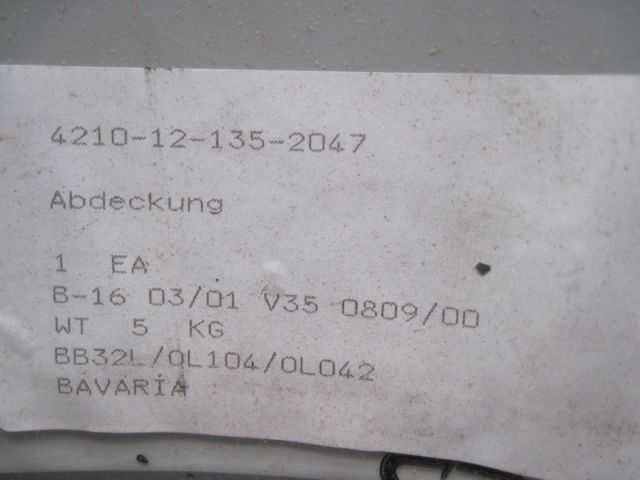 4210-12-135-2047
Abdeckung
1 EA
B-16 03/01 V35 0809/00
WT 5 KG
BB32L/0L104/0L042
BAVARIA